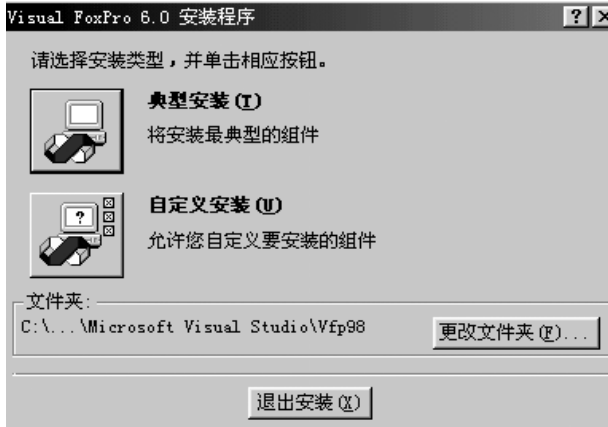 Visual FoxPro 6.0 安装程序
请选择安装类型，并单击相应按钮。
典型安装(T)
将安装最典型的组件
自定义安装(U)
?
允许您自定义要安装的组件
文件夹:
C:\...\Microsoft Visual Studio\Vfp98
更改文件夹(F)...
退出安装(X)